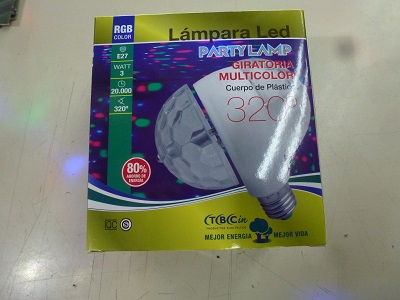 RGB
COLOR
Lámpara Led
PARTY LAMP
GIRATORIA
MULTICOLOR
Cuerpo de Plástico
320°
E27
WATT
3
20.000
320°
80%
AHORRO DE
ENERGÍA
TBCin
MEJOR ENERGÍA
MEJOR VIDA